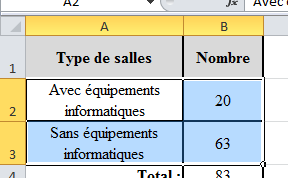 A2
Avec é
A
B
1
Type de salles
Nombre
2
Avec équipements
informatiques
20
3
Sans équipements
informatiques
63
4
Total :
83